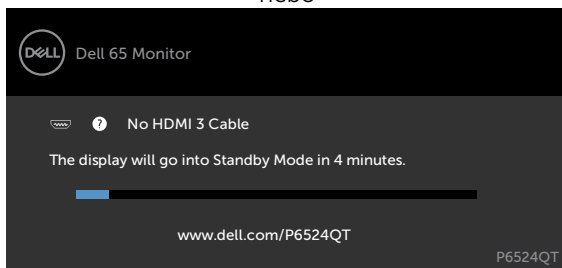 nebo
DELL Dell 65 Monitor
? No HDMI 3 Cable
The display will go into Standby Mode in 4 minutes.
www.dell.com/P6524QT
P6524QT